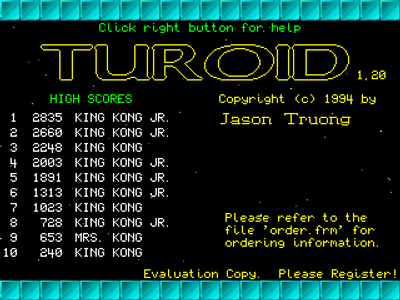 Click right button for help
TUROID 1.20
HIGH SCORES
Copyright (c) 1994 by
Jason Truong
1 2835 KING KONG JR.
2 2660 KING KONG JR.
3 2248 KING KONG
4 2003 KING KONG JR.
5 1891 KING KONG JR.
6 1313 KING KONG JR.
7 1023 KING KONG
8 728 KING KONG JR.
9 653 MRS. KONG
10 240 KING KONG
Please refer to the
file 'order.frm' for
ordering information.
Evaluation Copy. Please Register!